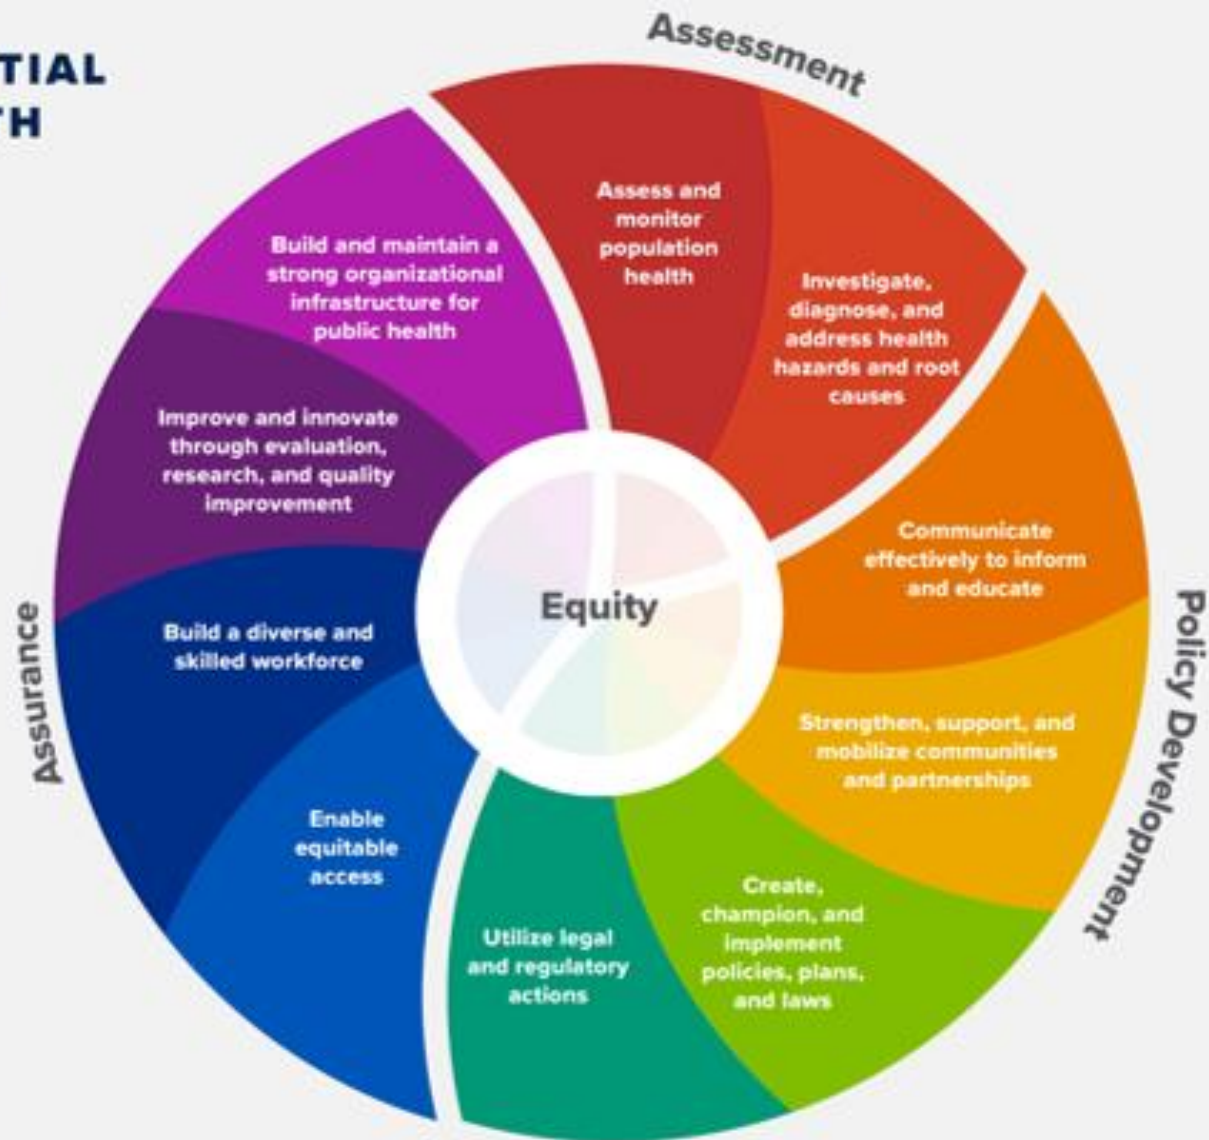 TIAL
TH
Assessment
Assess and
monitor
population
health
Investigate,
diagnose, and
address health
hazards and root
causes
Policy Development
Communicate
effectively to inform
and educate
Strengthen, support, and
mobilize communities
and partnerships
Create,
champion, and
implement
policies, plans,
and laws
Utilize legal
and regulatory
actions
Assurance
Enable
equitable
access
Build a diverse and
skilled workforce
Improve and innovate
through evaluation,
research, and quality
improvement
Build and maintain a
strong organizational
infrastructure for
public health
Equity